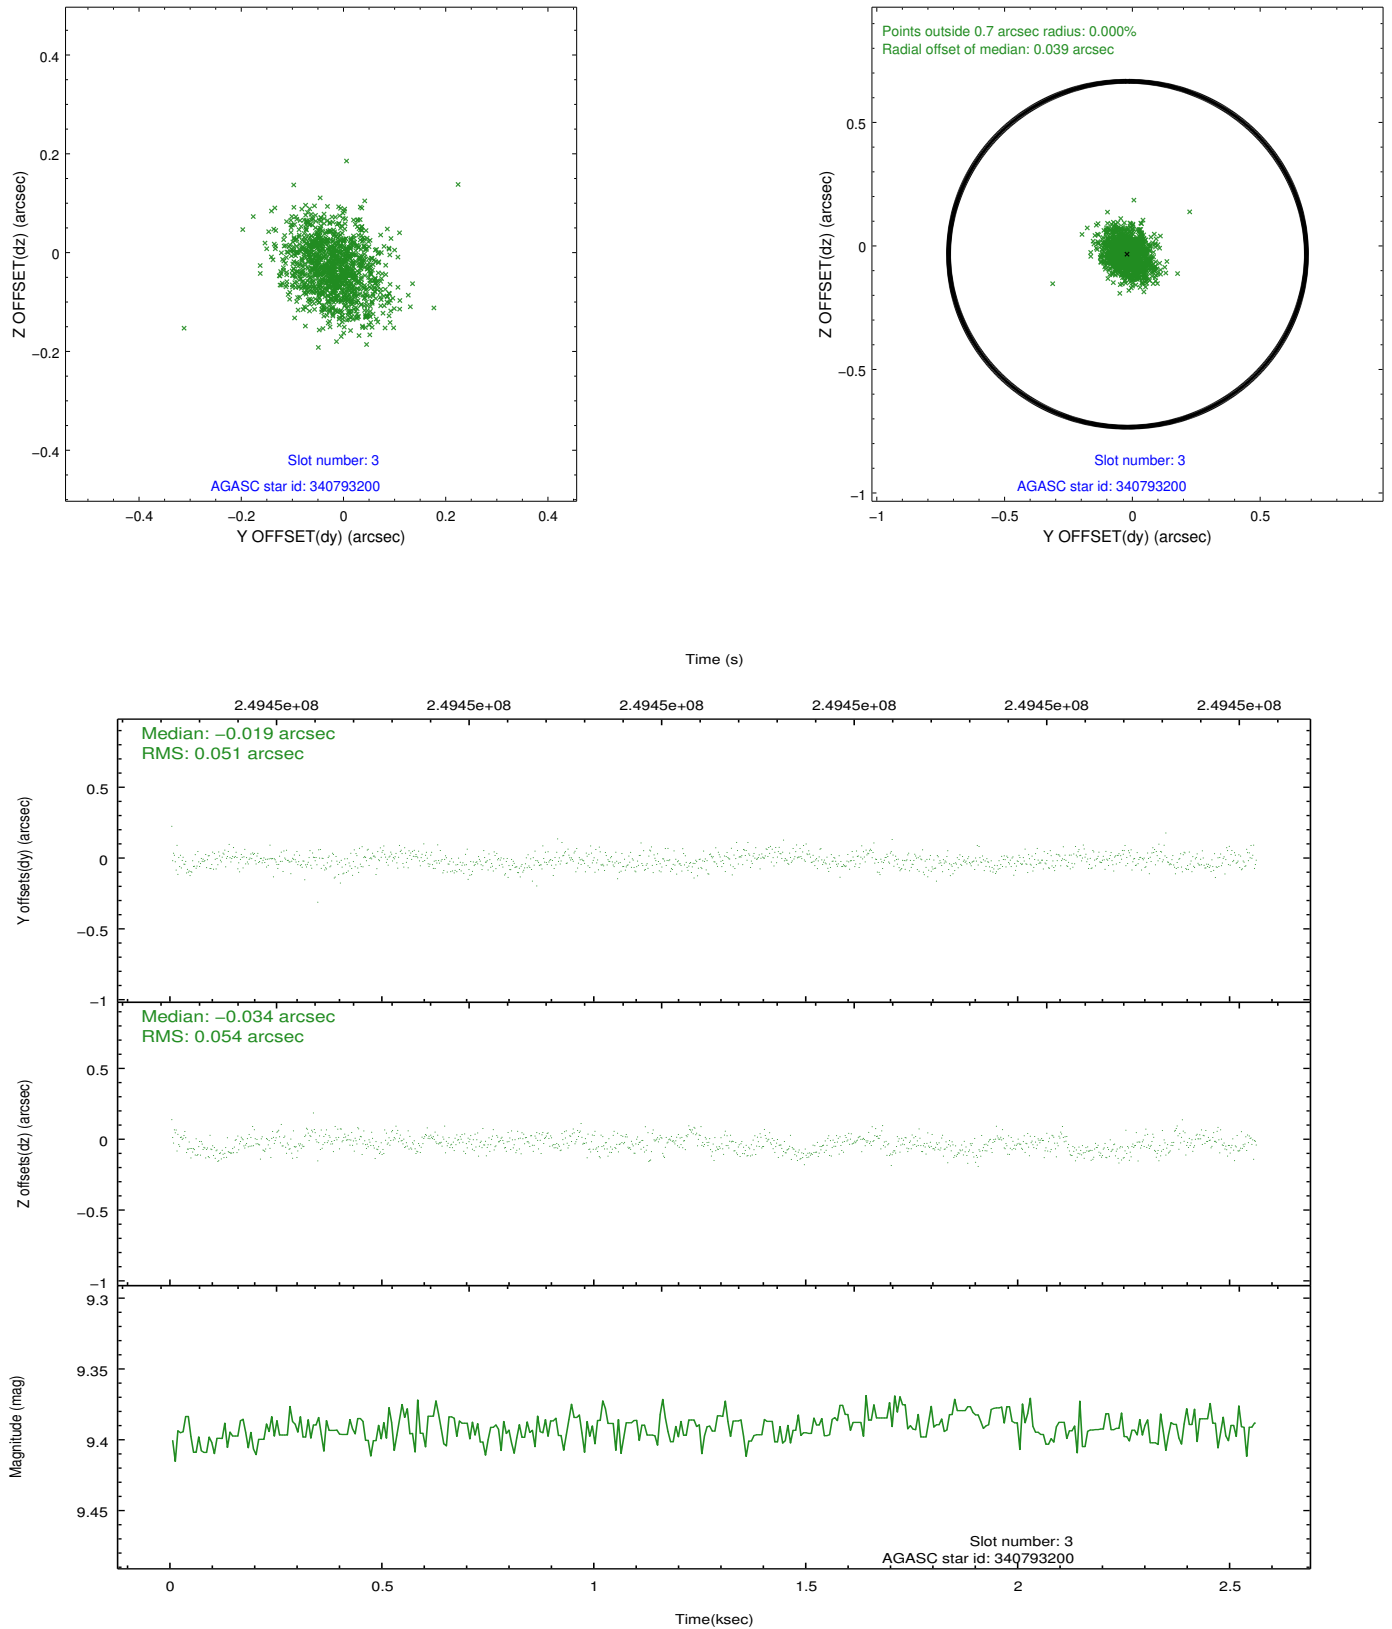 0.4
0.2
0
−0.2
−0.4
Z OFFSET(dz) (arcsec)
Slot number: 3
AGASC star id: 340793200
−0.4
−0.2
0
0.2
0.4
Y OFFSET(dy) (arcsec)
Points outside 0.7 arcsec radius: 0.000%
Radial offset of median: 0.039 arcsec
0.5
0
−0.5
−1
Z OFFSET(dz) (arcsec)
Slot number: 3
AGASC star id: 340793200
−1
−0.5
0
0.5
Y OFFSET(dy) (arcsec)
Time (s)
2.4945e+08
2.4945e+08
2.4945e+08
2.4945e+08
2.4945e+08
2.4945e+08
Median: −0.019 arcsec
RMS: 0.051 arcsec
0.5
0
−0.5
−1
Y offsets(dy) (arcsec)
Median: −0.034 arcsec
RMS: 0.054 arcsec
0.5
0
−0.5
−1
Z offsets(dz) (arcsec)
9.3
9.35
9.4
9.45
Magnitude (mag)
Slot number: 3
AGASC star id: 340793200
0
0.5
1
1.5
2
2.5
Time(ksec)